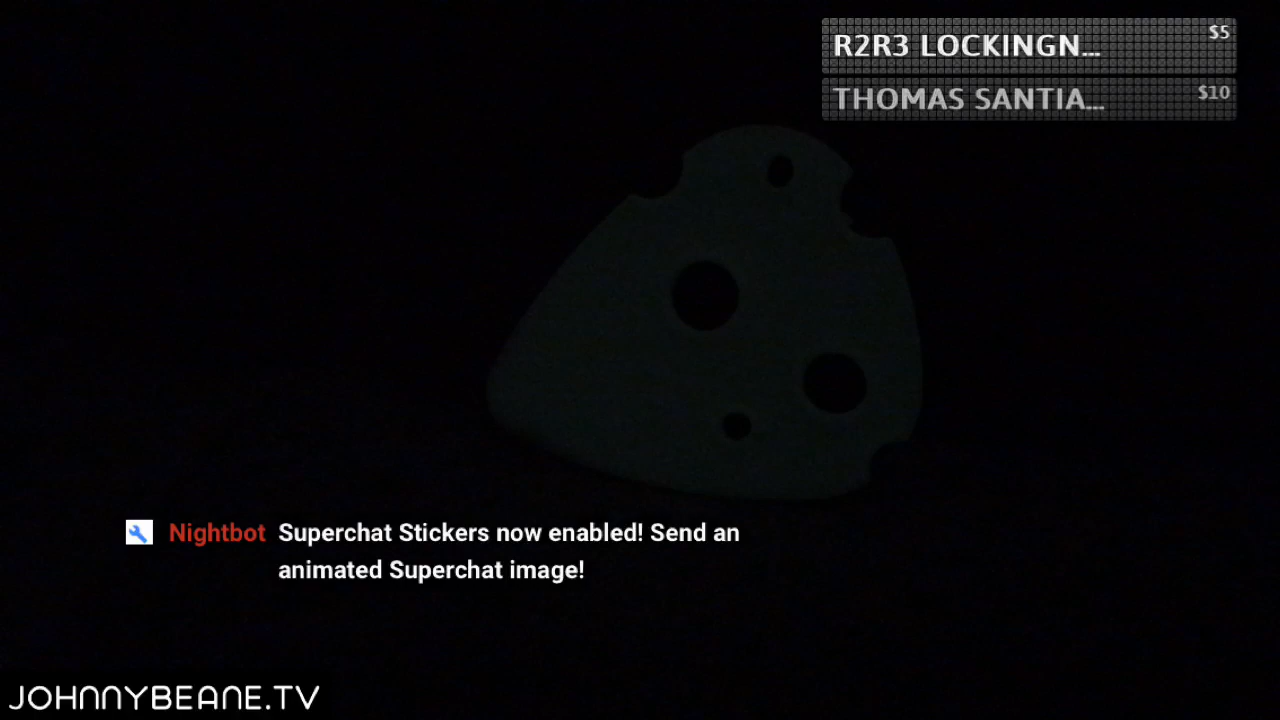 R2R3 LOCKINGN...
$5
THOMAS SANTIA...
$10
Nightbot Superchat Stickers now enabled! Send an
animated Superchat image!
JOHNNYBEANE.TV